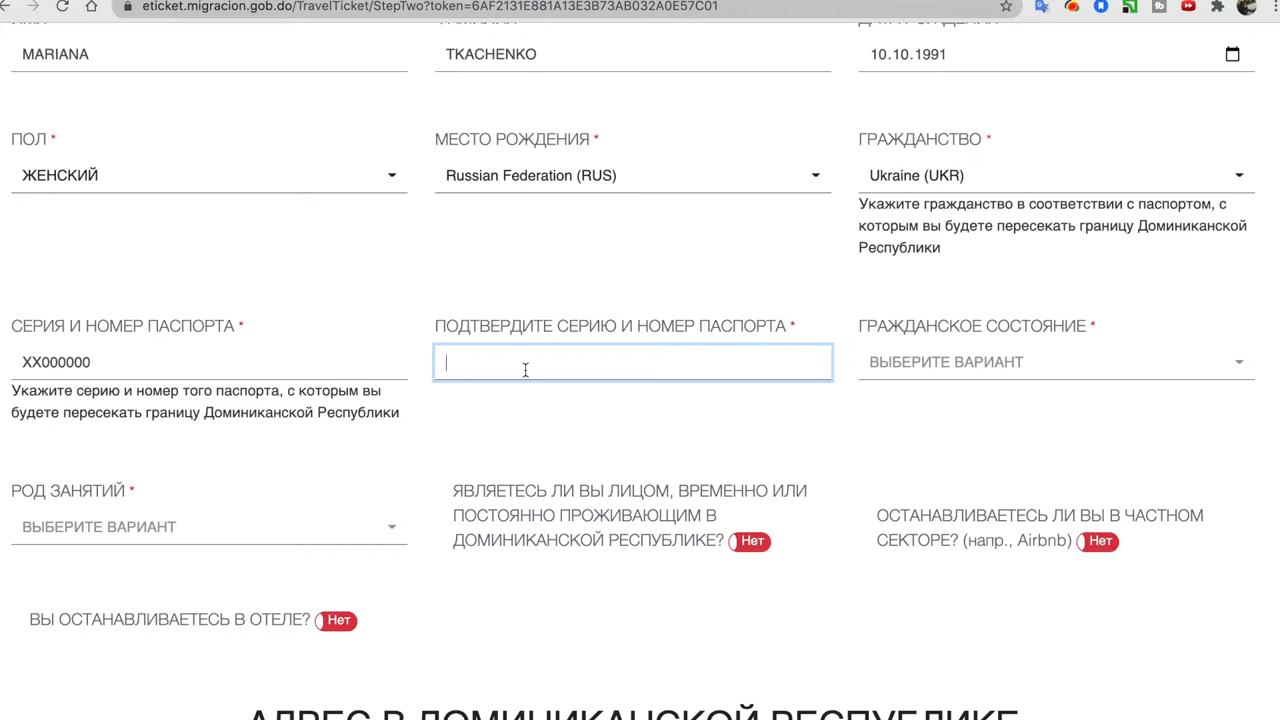 eticket.migracion.gob.do/TravelTicket/StepTwo?token=6AF2131E881A13E3B73AB032A0E57C01
MARIANA
TKACHENKO
10.10.1991
ПОЛ *
МЕСТО РОЖДЕНИЯ *
ГРАЖДАНСТВО *
ЖЕНСКИЙ
Russian Federation (RUS)
Ukraine (UKR)
Укажите гражданство в соответствии с паспортом, с
которым вы будете пересекать границу Доминиканской
Республики
СЕРИЯ И НОМЕР ПАСПОРТА *
ПОДТВЕРДИТЕ СЕРИЮ И НОМЕР ПАСПОРТА *
ГРАЖДАНСКОЕ СОСТОЯНИЕ *
XX000000
ВЫБЕРИТЕ ВАРИАНТ
Укажите серию и номер того паспорта, с которым вы
будете пересекать границу Доминиканской Республики
РОД ЗАНЯТИЙ *
ВЫБЕРИТЕ ВАРИАНТ
ЯВЛЯЕТЕСЬ ЛИ ВЫ ЛИЦОМ, ВРЕМЕННО ИЛИ
ПОСТОЯННО ПРОЖИВАЮЩИМ В
ДОМИНИКАНСКОЙ РЕСПУБЛИКЕ? Нет
ОСТАНАВЛИВАЕТЕСЬ ЛИ ВЫ В ЧАСТНОМ
СЕКТОРЕ? (напр., Airbnb) Нет
ВЫ ОСТАНАВЛИВАЕТЕСЬ В ОТЕЛЕ? Нет
АДРЕС В ДОМИНИКАНСКОЙ РЕСПУБЛИКЕ